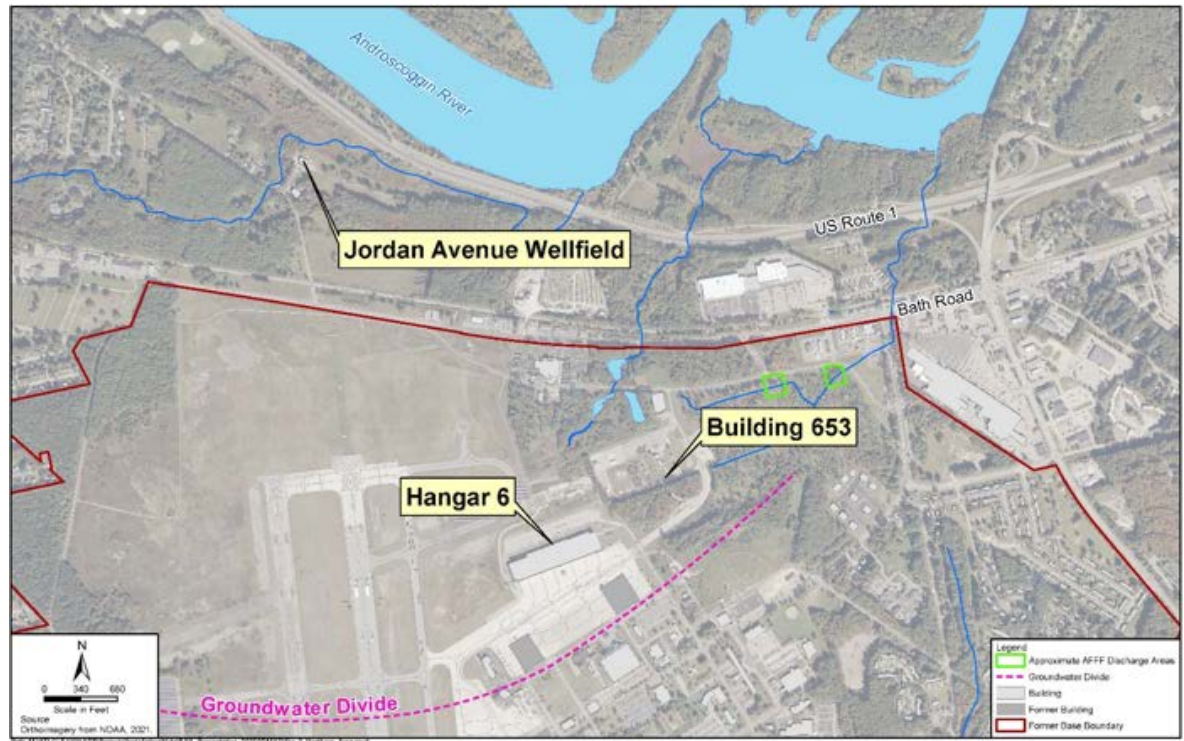 Androscoggin River
US Route 1
Jordan Avenue Wellfield
Bath Road
Building 653
Hangar 6
Groundwater Divide
N
0 340 680
Scale in Feet
Source
Orthoimagery from NOAA, 2021.
Legend
Approximate AFFF Discharge Areas
Groundwater Divide
Building
Former Building
Former Base Boundary